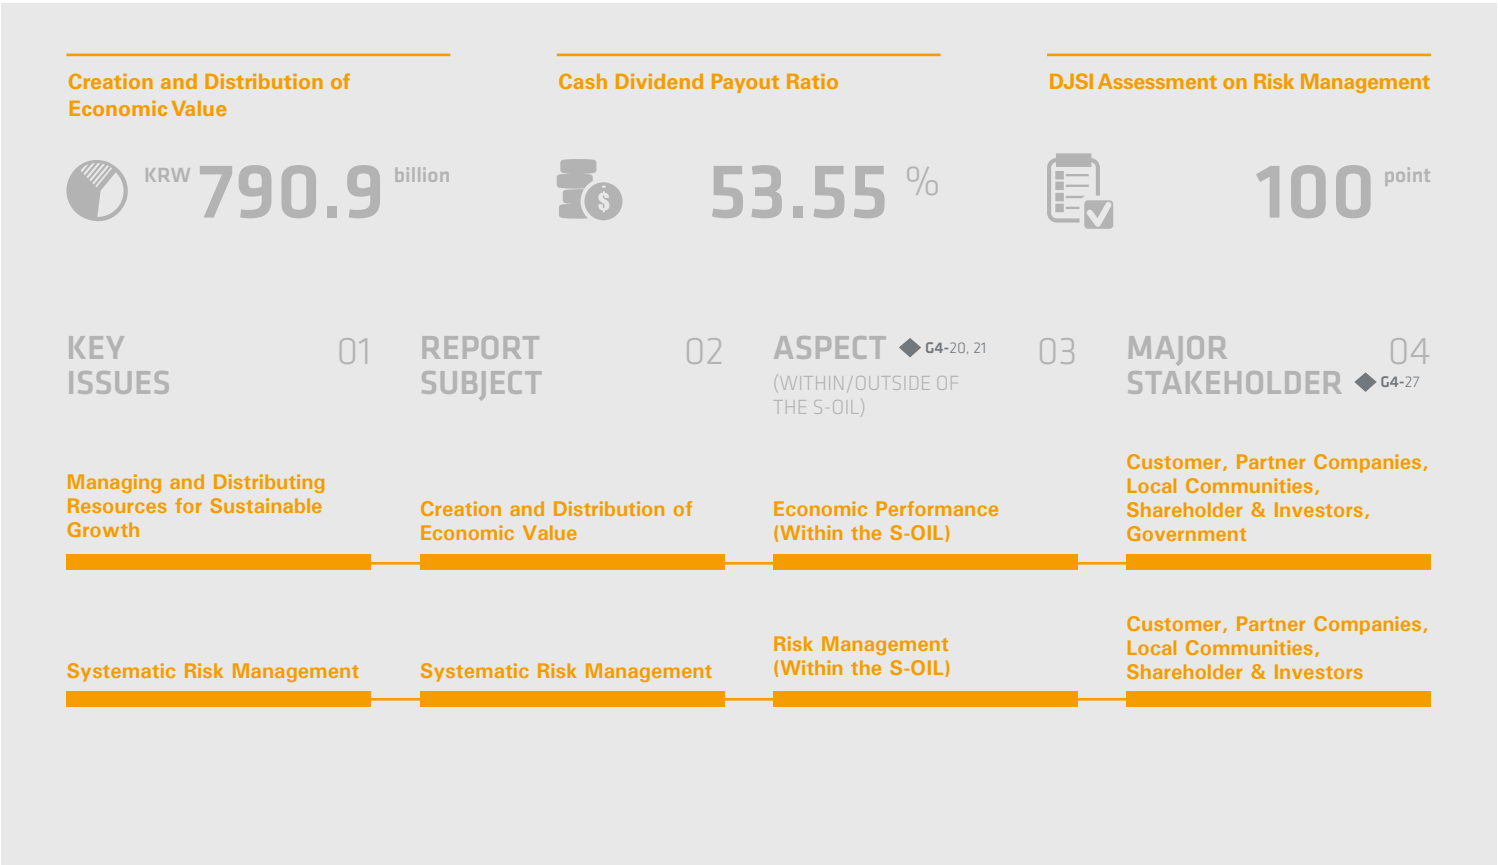 Creation and Distribution of
Economic Value
KRW 790.9 billion
Cash Dividend Payout Ratio
53.55 %
DJSI Assessment on Risk Management
100 point
KEY
ISSUES
01
REPORT
SUBJECT
02
ASPECT ◆ G4-20, 21
(WITHIN/OUTSIDE OF
THE S-OIL)
03
MAJOR
STAKEHOLDER ◆ G4-27
04
Managing and Distributing
Resources for Sustainable
Growth
Creation and Distribution of
Economic Value
Economic Performance
(Within the S-OIL)
Customer, Partner Companies,
Local Communities,
Shareholder & Investors,
Government
Systematic Risk Management
Systematic Risk Management
Risk Management
(Within the S-OIL)
Customer, Partner Companies,
Local Communities,
Shareholder & Investors